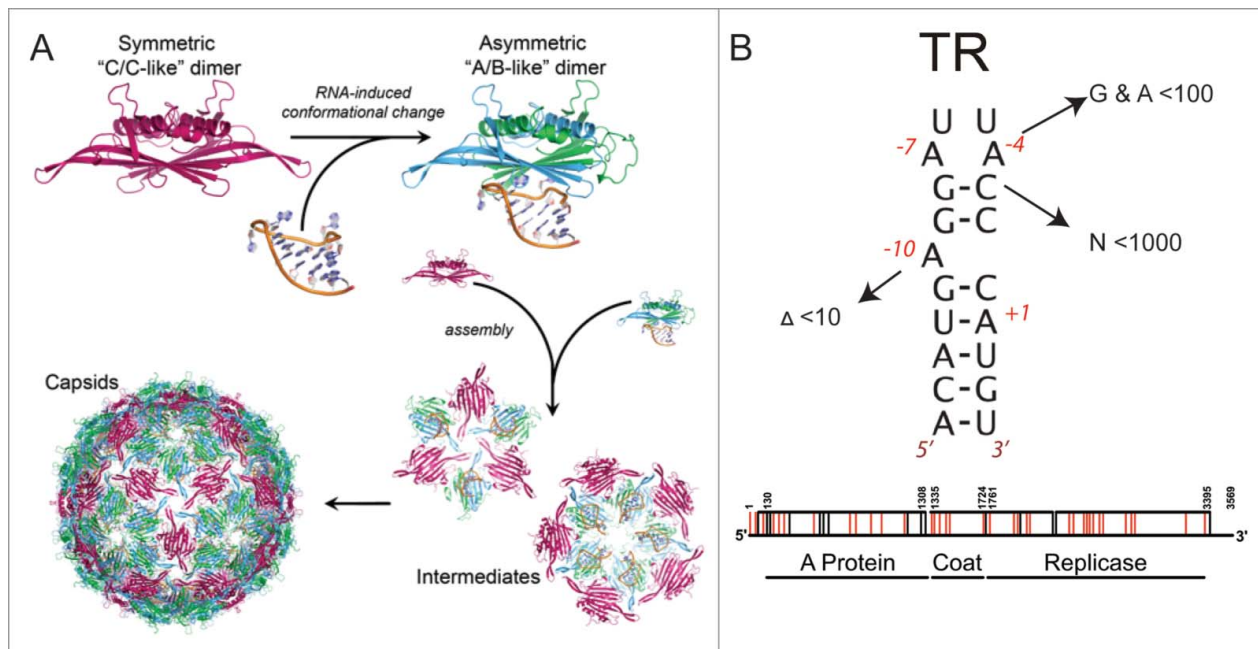 A
Symmetric
"C/C-like" dimer
RNA-induced
conformational change
Asymmetric
"A/B-like" dimer
assembly
Capsids
Intermediates
B
TR
U U
-7 A A -4
G & A <100
G-C
G C
N <1000
-10 A
Δ <10
G-C
U-A +1
A-U
C-G
A-U
5' 3'
1 130 1308 1335 1724 1761 3395 3569
5' 3'
A Protein Coat Replicase